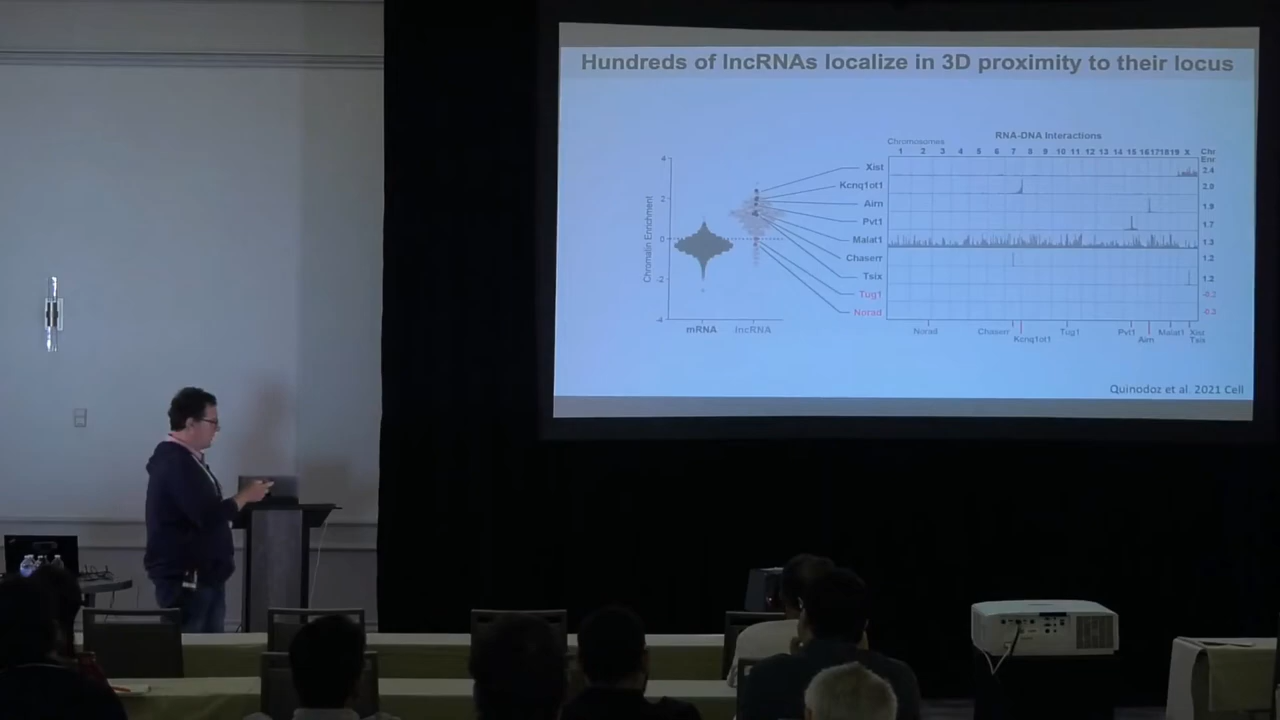 Hundreds of lncRNAs localize in 3D proximity to their locus
RNA-DNA Interactions
Chromosomes
1 2 3 4 5 6 7 8 9 10 11 12 13 14 15 16 17 18 19 X
Chr
Enr
Chromatin Enrichment
4
2
0
-2
-4
mRNA
lncRNA
Xist
2.4
Kcnq1ot1
2.0
Airn
1.9
Pvt1
1.7
Malat1
1.3
Chaserr
1.2
Tsix
1.2
Tug1
-0.2
Norad
-0.3
Norad
Chaserr
Kcnq1ot1
Tug1
Pvt1
Airn
Malat1
Xist
Tsix
Quinodoz et al. 2021 Cell